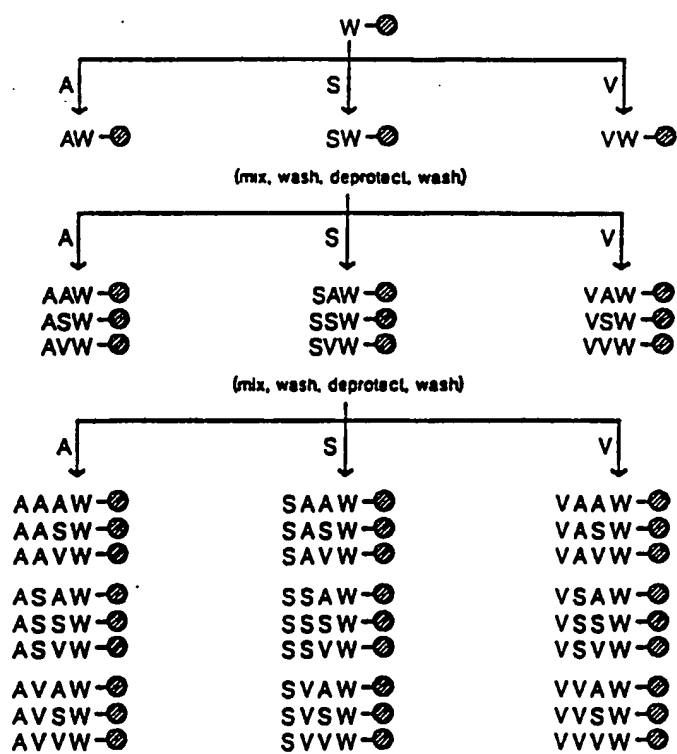 W
A S V
AW SW VW
(mix, wash, deprotect, wash)
A S V
AAW SAW VAW
ASW SSW VSW
AVW SVW VVW
(mix, wash, deprotect, wash)
A S V
AAAW SAAW VAAW
AASW SASW VASW
AAVW SAVW VAVW
ASAW SSAW VSAW
ASSW SSSW VSSW
ASVW SSVW VSVW
AVAW SVAW VVAW
AVSW SVSW VVSW
AVVW SVVW VVVW